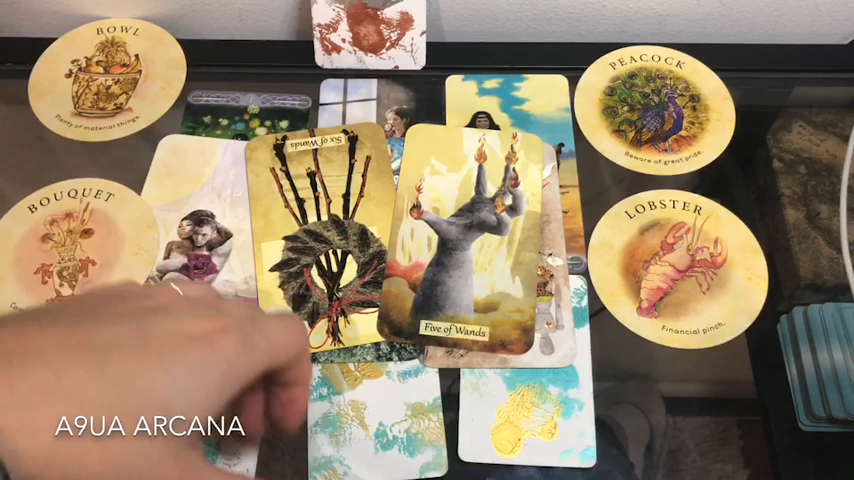 BOWL
Plenty of material things.
PEACOCK
Beware of great pride.
Six of Wands
BOUQUET
LOBSTER
Financial pinch.
Five of Wands
A9UA ARCANA